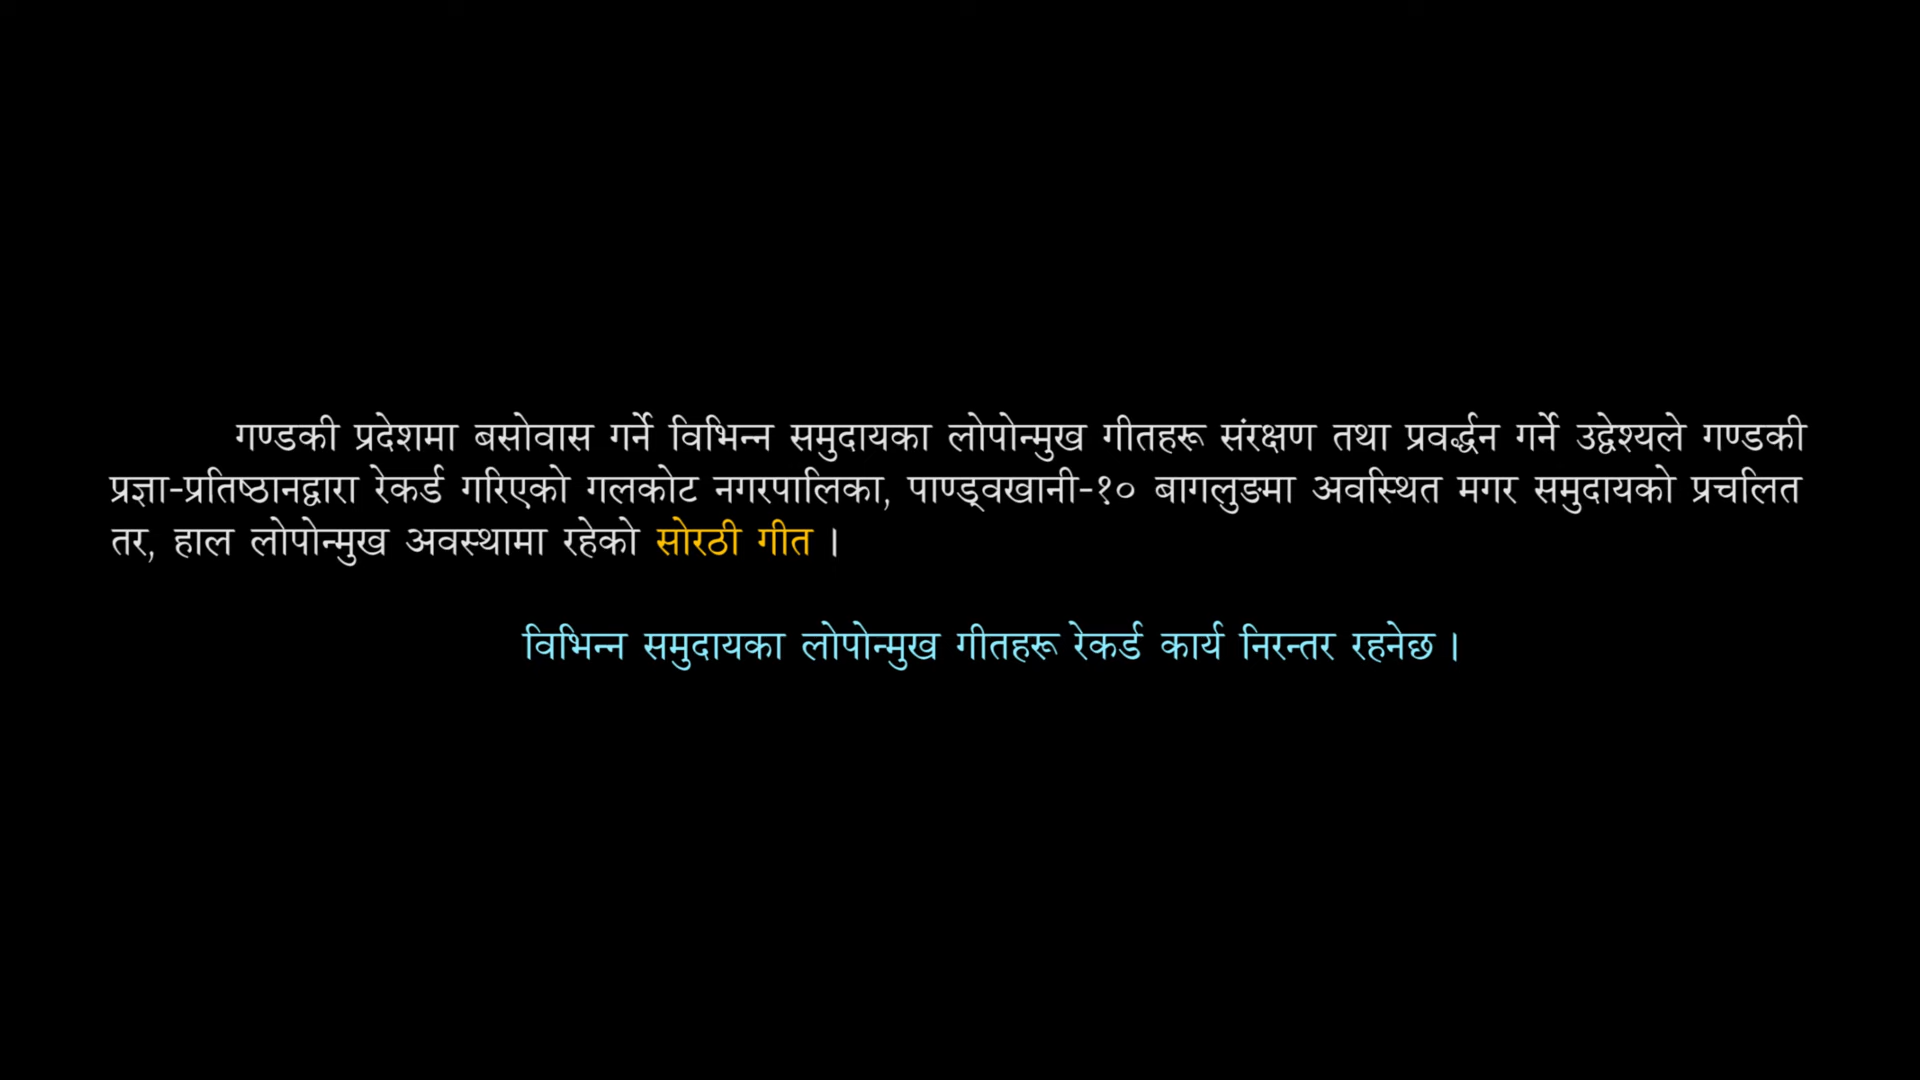 गण्डकी प्रदेशमा बसोवास गर्ने विभिन्न समुदायका लोपोन्मुख गीतहरू संरक्षण तथा प्रवर्द्धन गर्ने उद्वेश्यले गण्डकी
प्रज्ञा-प्रतिष्ठानद्वारा रेकर्ड गरिएको गलकोट नगरपालिका, पाण्ड्वखानी-१० बागलुङमा अवस्थित मगर समुदायको प्रचलित
तर, हाल लोपोन्मुख अवस्थामा रहेको सोरठी गीत ।
विभिन्न समुदायका लोपोन्मुख गीतहरू रेकर्ड कार्य निरन्तर रहनेछ ।